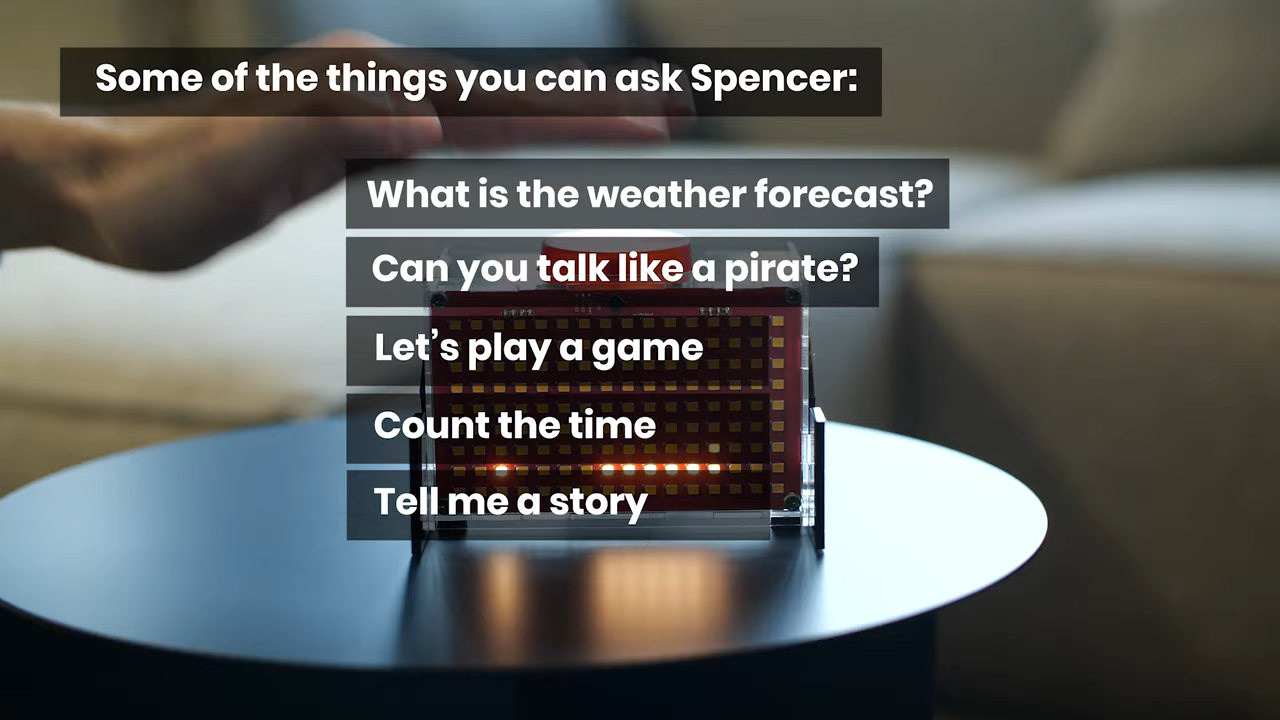 Some of the things you can ask Spencer:
What is the weather forecast?
Can you talk like a pirate?
Let’s play a game
Count the time
Tell me a story